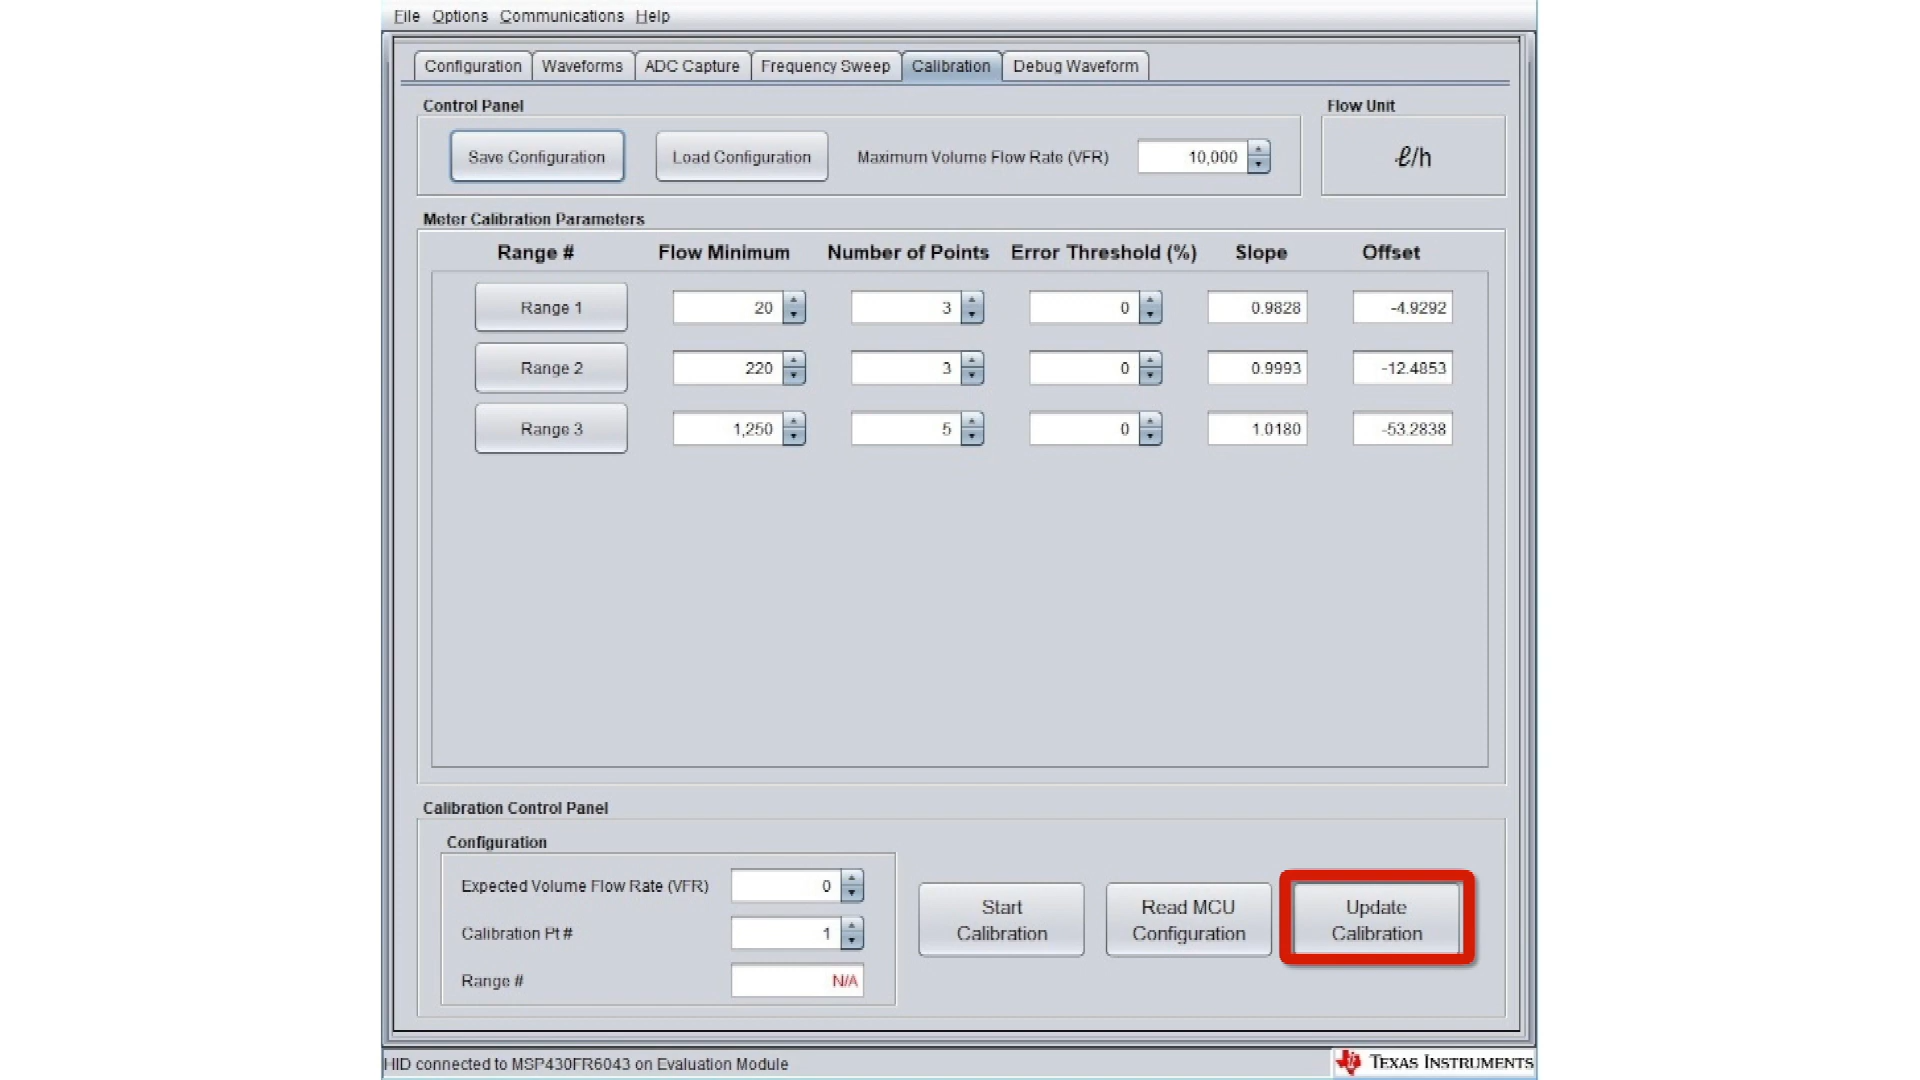 File Options Communications Help
Configuration Waveforms ADC Capture Frequency Sweep Calibration Debug Waveform
Control Panel Flow Unit
Save Configuration Load Configuration Maximum Volume Flow Rate (VFR) 10,000 ℓ/h
Meter Calibration Parameters
Range # Flow Minimum Number of Points Error Threshold (%) Slope Offset
Range 1 20 3 0 0.9828 -4.9292
Range 2 220 3 0 0.9993 -12.4853
Range 3 1,250 5 0 1.0180 -53.2838
Calibration Control Panel
Configuration
Expected Volume Flow Rate (VFR) 0
Calibration Pt # 1
Range # N/A
Start
Calibration
Read MCU
Configuration
Update
Calibration
HID connected to MSP430FR6043 on Evaluation Module
TEXAS INSTRUMENTS